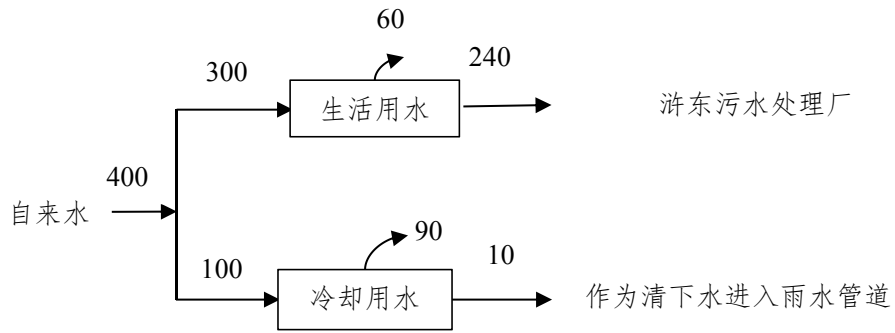 60
300
240
生活用水
浒东污水处理厂
400
自来水
90
100
10
冷却用水
作为清下水进入雨水管道